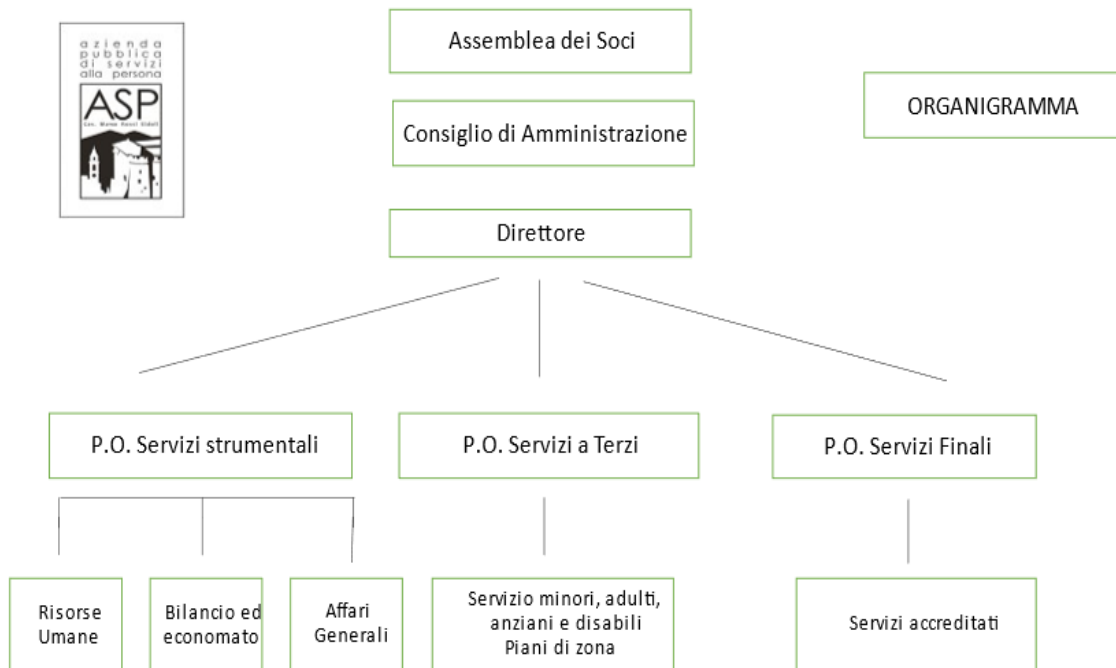 azienda
pubblica
di servizi
alla persona
ASP
Assemblea dei Soci
ORGANIGRAMMA
Consiglio di Amministrazione
Direttore
P.O. Servizi strumentali
P.O. Servizi a Terzi
P.O. Servizi Finali
Risorse
Umane
Bilancio ed
economato
Affari
Generali
Servizio minori, adulti,
anziani e disabili
Piani di zona
Servizi accreditati